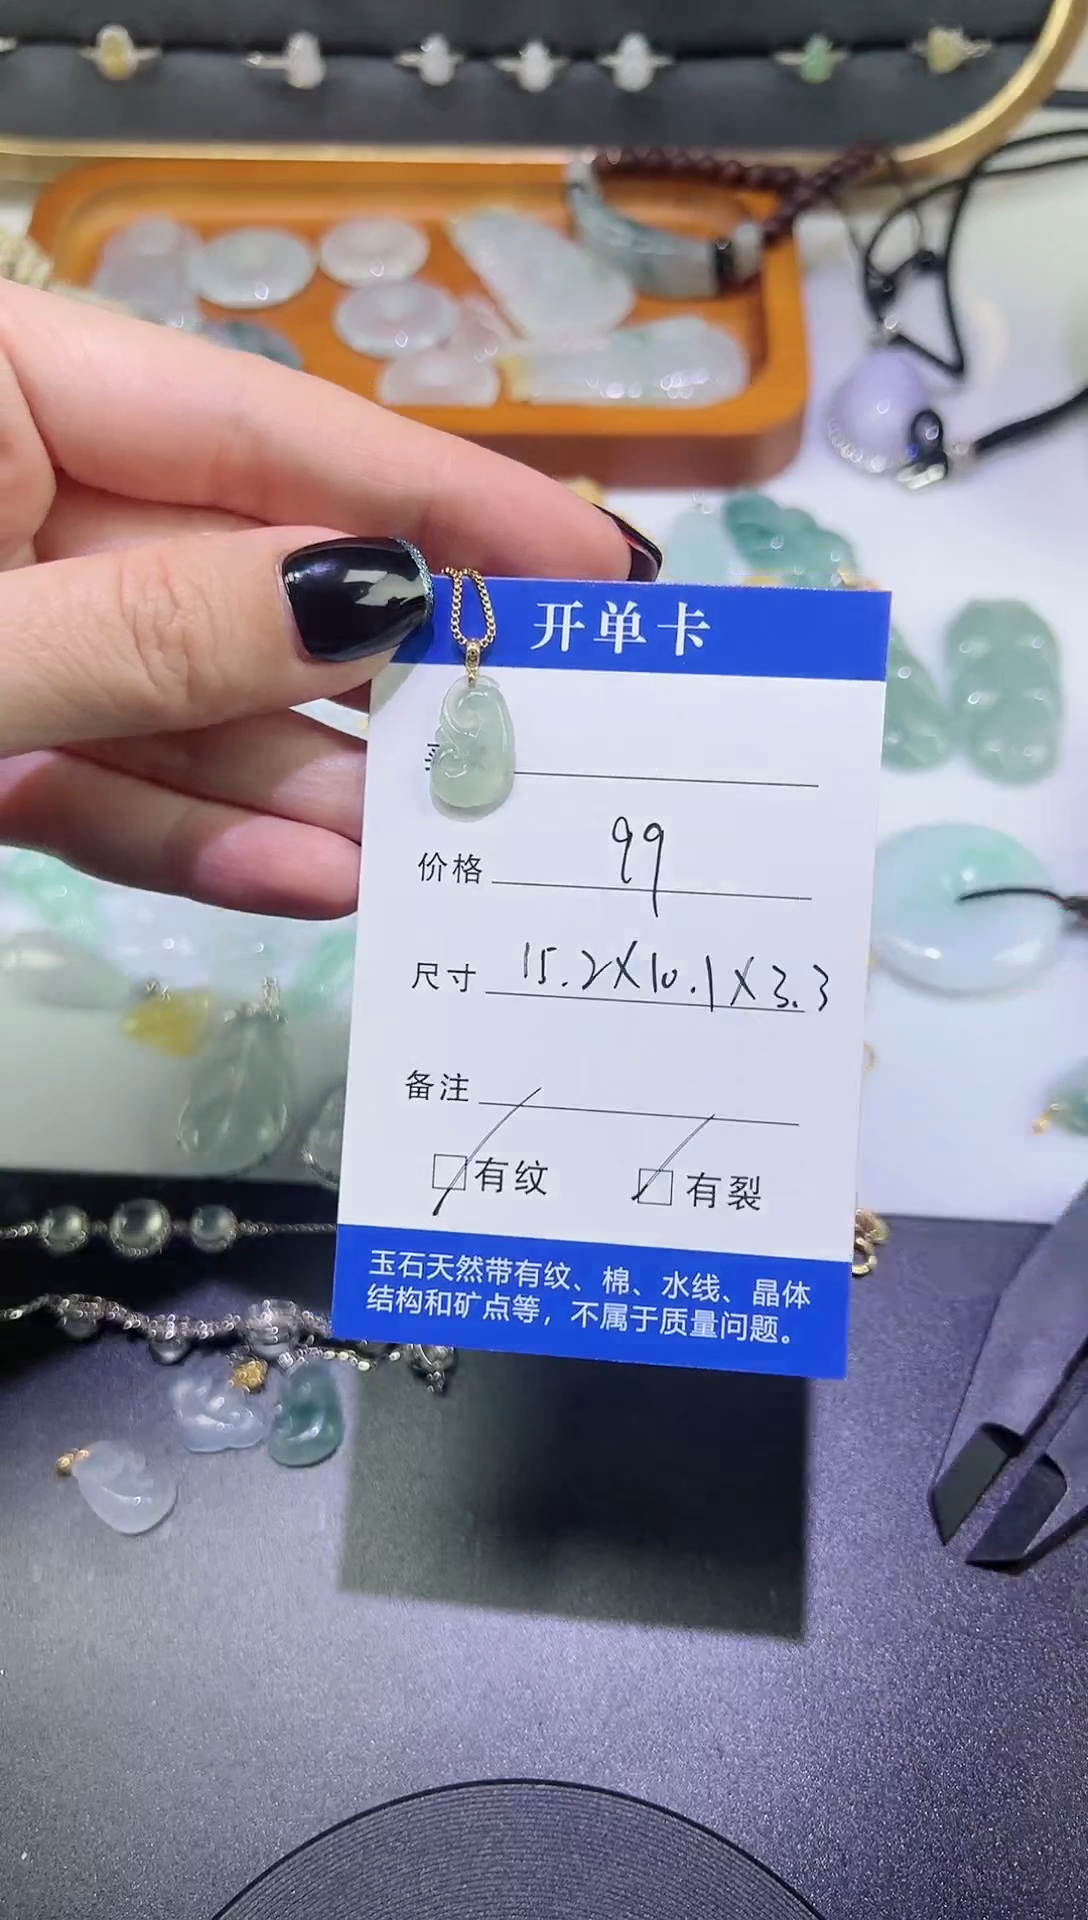 开单卡
价格 99
尺寸 15.2X10.1X3.3
备注
有纹 有裂
玉石天然带有纹、棉、水线、晶体
结构和矿点等，不属于质量问题。